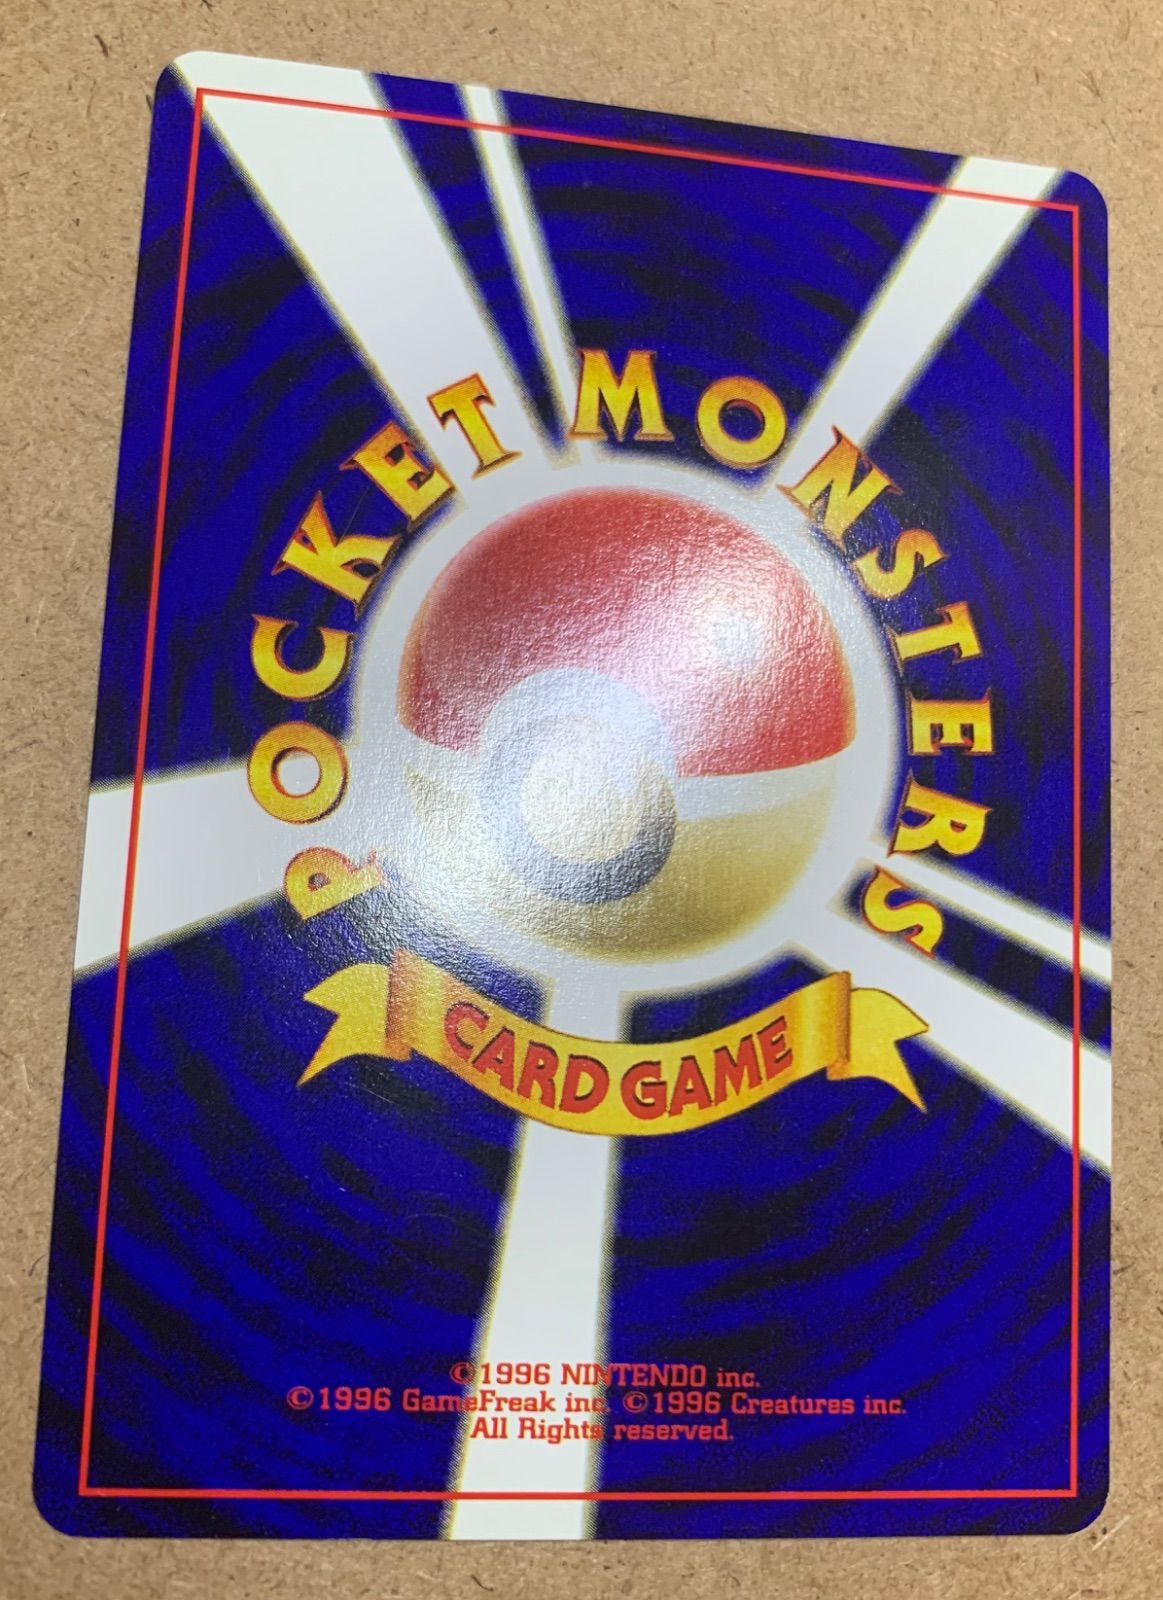 POCKET MONSTERS
CARD GAME
©1996 NINTENDO inc.
©1996 GameFreak inc. ©1996 Creatures inc.
All Rights reserved.